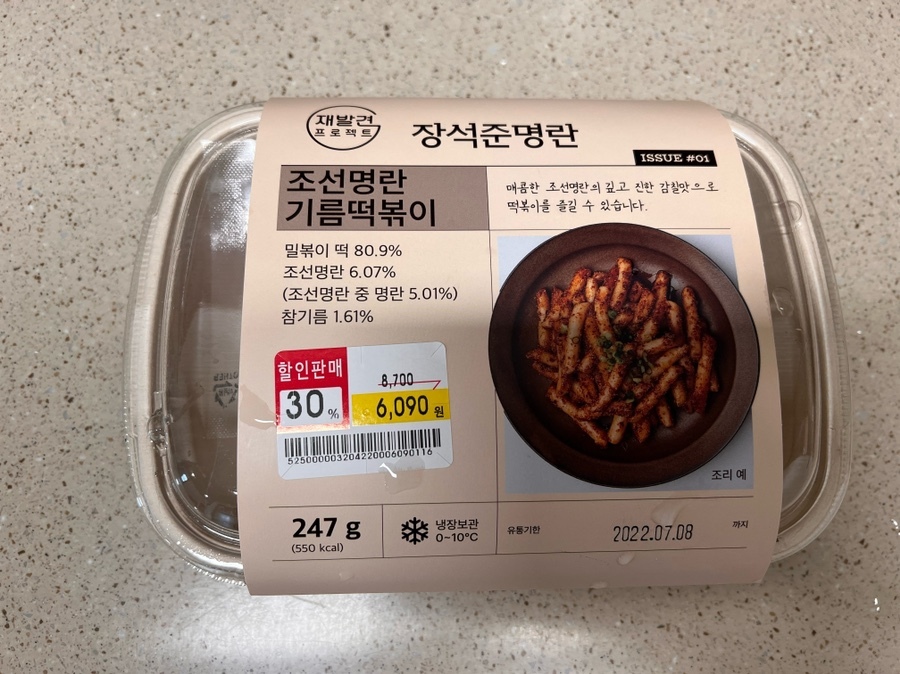 재발견
프로젝트
장석준명란
ISSUE #01
조선명란
기름떡볶이
매콤한 조선명란의 깊고 진한 감칠맛으로
떡볶이를 즐길 수 있습니다.
밀볶이 떡 80.9%
조선명란 6.07%
(조선명란 중 명란 5.01%)
참기름 1.61%
할인판매
30%
8,700
6,090 원
5250000032042200060901​16
조리 예
247 g
(550 kcal)
냉장보관
0~10°C
유통기한
2022.07.08
까지